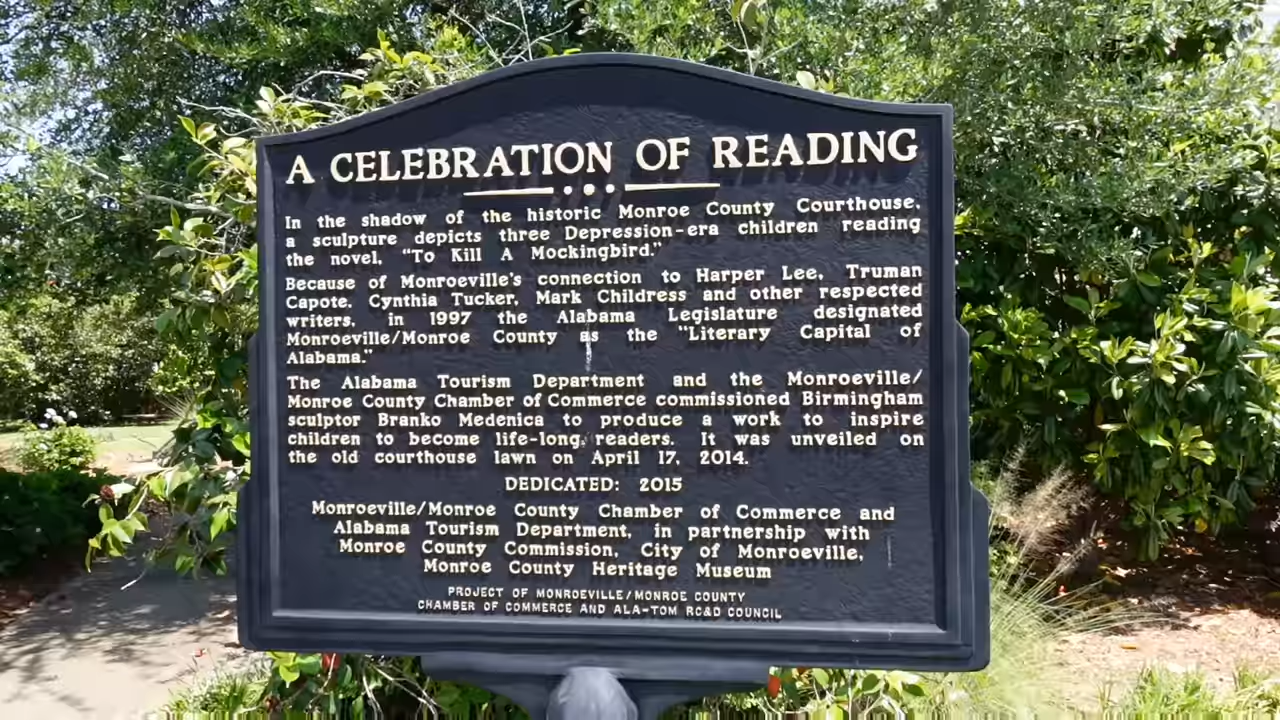 A CELEBRATION OF READING
In the shadow of the historic Monroe County Courthouse,
a sculpture depicts three Depression-era children reading
the novel, "To Kill A Mockingbird."
Because of Monroeville's connection to Harper Lee, Truman
Capote, Cynthia Tucker, Mark Childress and other respected
writers, in 1997 the Alabama Legislature designated
Monroeville/Monroe County as the "Literary Capital of
Alabama."
The Alabama Tourism Department and the Monroeville/
Monroe County Chamber of Commerce commissioned Birmingham
sculptor Branko Medenica to produce a work to inspire
children to become life-long readers. It was unveiled on
the old courthouse lawn on April 17, 2014.
DEDICATED: 2015
Monroeville/Monroe County Chamber of Commerce and
Alabama Tourism Department, in partnership with
Monroe County Commission, City of Monroeville,
Monroe County Heritage Museum
PROJECT OF MONROEVILLE/MONROE COUNTY
CHAMBER OF COMMERCE AND ALA-TOM RC&D COUNCIL